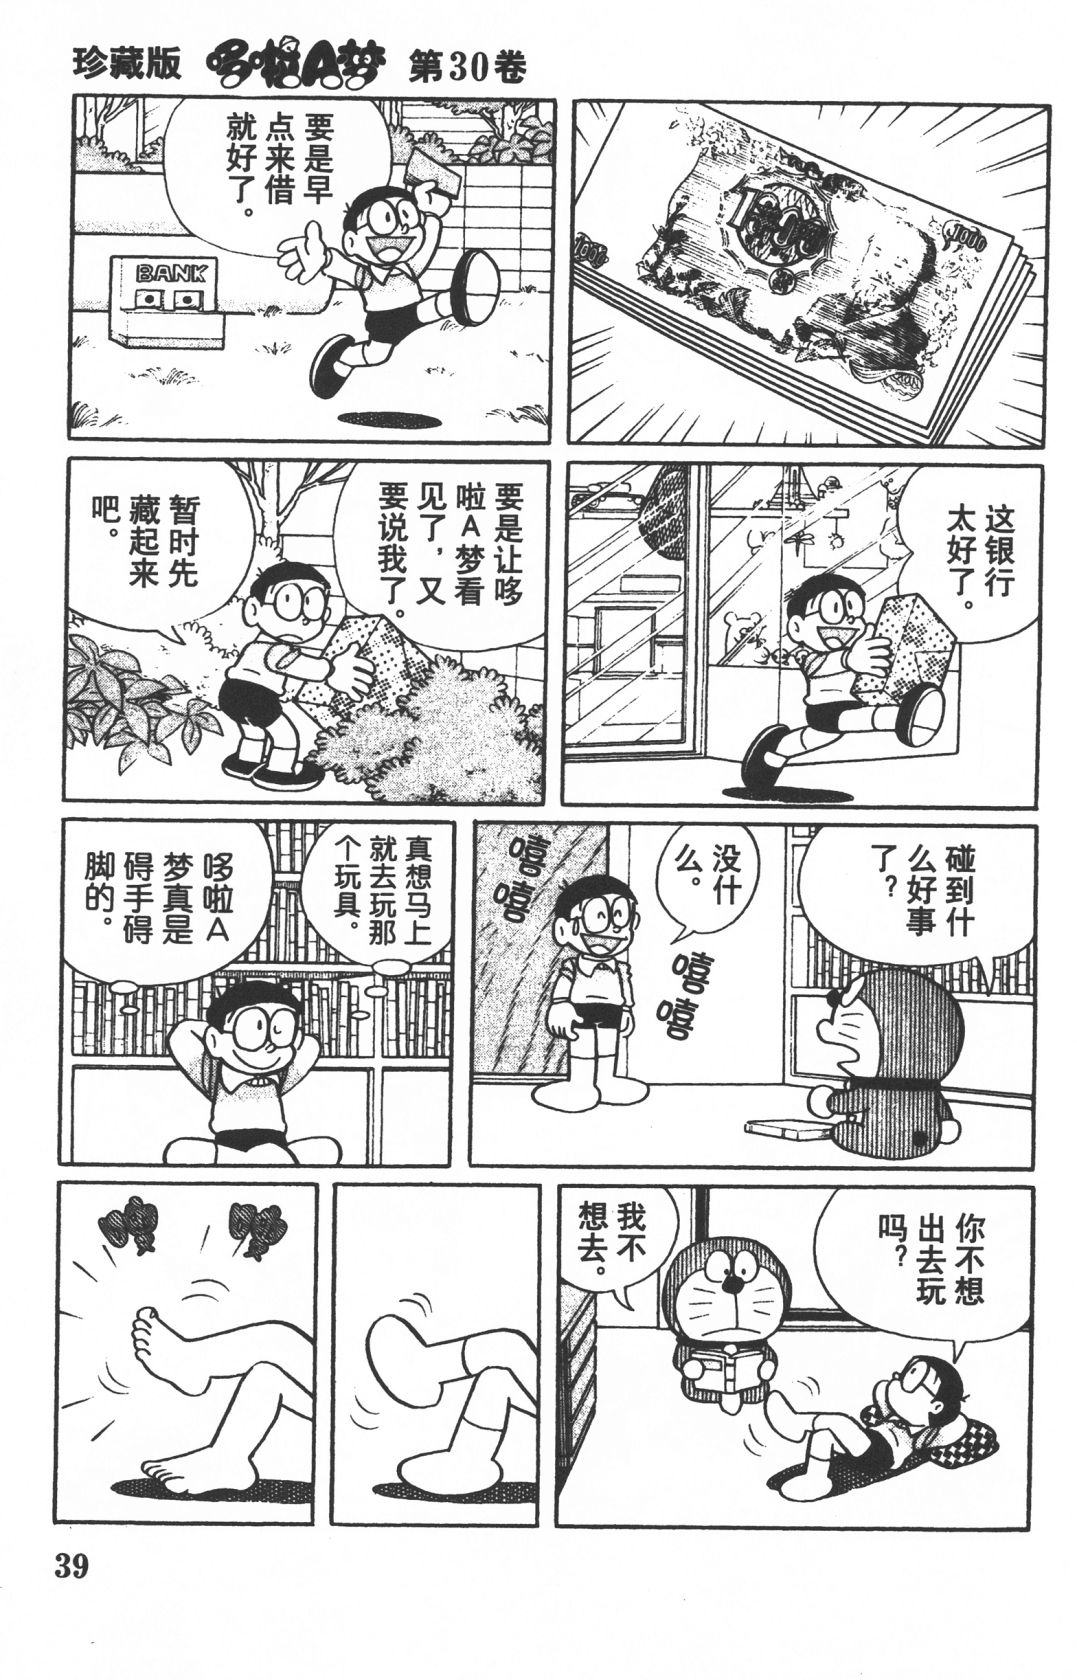 珍藏版 哆啦A梦 第30卷
1000
1000
1000
要是早
点来借
就好了。
BANK
这银行
太好了。
要是让哆
啦A梦看
见了，又
要说我了。
暂时先
藏起来
吧。
碰到什
么好事
了？
没什
么。
嘻嘻
嘻嘻
真想马上
就去玩那
个玩具。
哆啦A
梦真是
碍手碍
脚的。
你不想
出去玩
吗？
我不
想去。
39